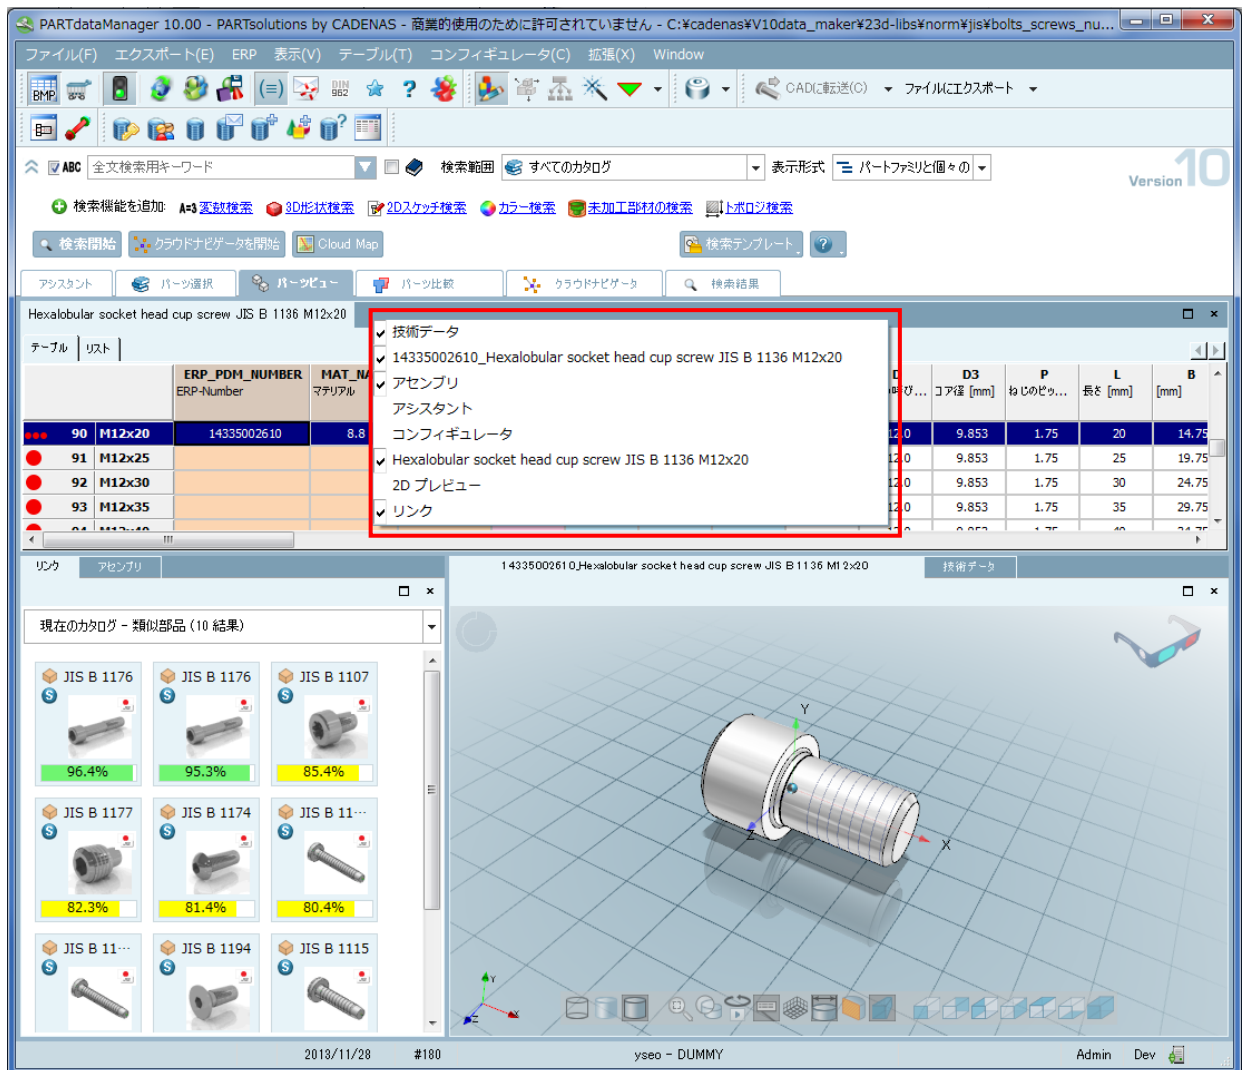 PARTdataManager 10.00 - PARTsolutions by CADENAS - 商業的使用のために許可されていません - C:¥cadenas¥V10data_maker¥23d-libs¥norm¥jis¥bolts_screws_nu...
ファイル(F) エクスポート(E) ERP 表示(V) テーブル(T) コンフィギュレータ(C) 拡張(X) Window
BMP (=) DIN 962 ? CADに転送(O) ファイルにエクスポート
?
ABC 全文検索用キーワード 検索範囲 すべてのカタログ 表示形式 パートファミリと個々の
Version 10
検索機能を追加: A=3 変数検索 3D形状検索 2Dスケッチ検索 カラー検索 未加工部材の検索 トポロジ検索
検索開始 クラウドナビゲータを開始 Cloud Map 検索テンプレート ?
アシスタント パーツ選択 パーツビュー パーツ比較 クラウドナビゲータ 検索結果
Hexalobular socket head cup screw JIS B 1136 M12x20
テーブル リスト
技術データ
14335002610_Hexalobular socket head cup screw JIS B 1136 M12x20
アセンブリ
アシスタント
コンフィギュレータ
Hexalobular socket head cup screw JIS B 1136 M12x20
2D プレビュー
リンク
ERP_PDM_NUMBER MAT_NA D3 P L B
ERP-Number マテリアル コア径 [mm] ねじのピッ... 長さ [mm] [mm]
90 M12x20 14335002610 8.8 12.0 9.853 1.75 20 14.75
91 M12x25 12.0 9.853 1.75 25 19.75
92 M12x30 12.0 9.853 1.75 30 24.75
93 M12x35 12.0 9.853 1.75 35 29.75
リンク アセンブリ
14335002610_Hexalobular socket head cup screw JIS B 1136 M12x20 技術データ
現在のカタログ - 類似部品 (10 結果)
JIS B 1176 JIS B 1176 JIS B 1107
S S S
96.4% 95.3% 85.4%
JIS B 1177 JIS B 1174 JIS B 11...
S S S
82.3% 81.4% 80.4%
JIS B 11... JIS B 1194 JIS B 1115
S S S
Y
Z
X
Y
Z
X
2013/11/28 #180 yseo - DUMMY Admin Dev